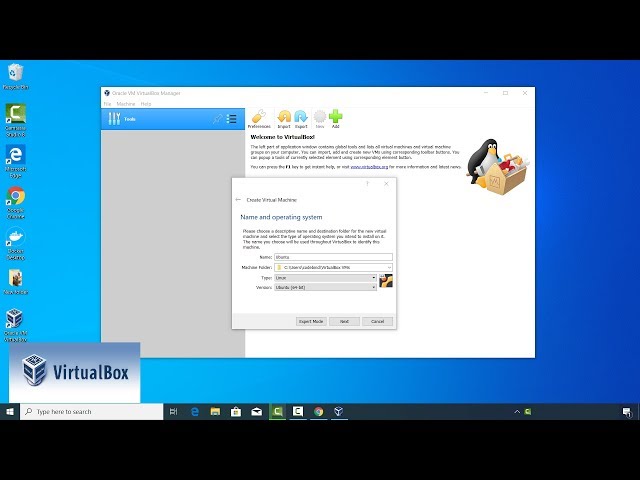 Recycle Bin
Camtasia
Studio 8
Microsoft
Edge
Google
Chrome
Docker
Desktop
New folder
Oracle VM
VirtualBox
Oracle VM VirtualBox Manager
File Machine Help
Tools
Preferences Import Export New Add
Welcome to VirtualBox!
The left part of application window contains global tools and lists all virtual machines and virtual machine
groups on your computer. You can import, add and create new VMs using corresponding toolbar buttons. You
can popup a tools of currently selected element using corresponding element button.
You can press the F1 key to get instant help, or visit www.virtualbox.org for more information and latest news.
Create Virtual Machine
Name and operating system
Please choose a descriptive name and destination folder for the new virtual
machine and select the type of operating system you intend to install on it.
The name you choose will be used throughout VirtualBox to identify this
machine.
Name: Ubuntu
Machine Folder: C:\Users\codebind\VirtualBox VMs
Type: Linux
Version: Ubuntu (64-bit)
Expert Mode Next Cancel
VirtualBox
Type here to search